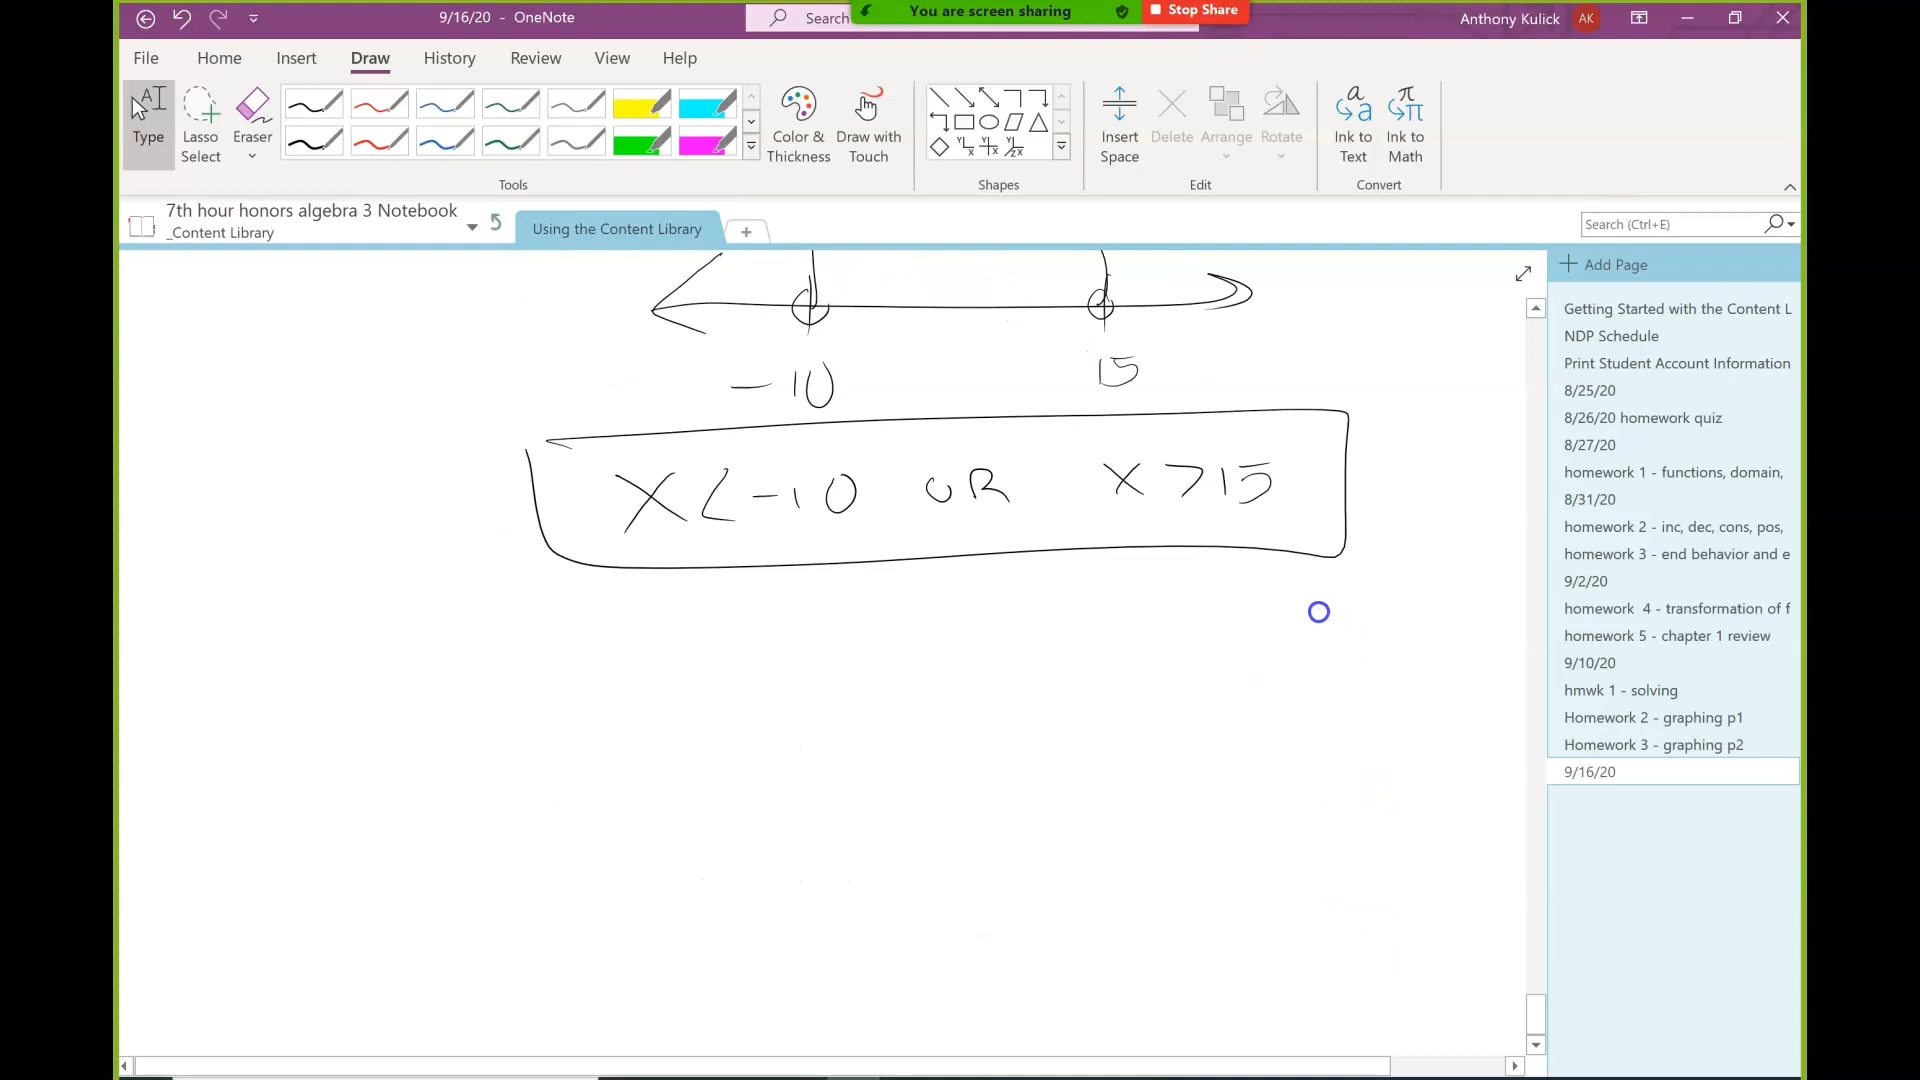 9/16/20 - OneNote
Search
You are screen sharing
Stop Share
Anthony Kulick AK
File Home Insert Draw History Review View Help
Type
Lasso Select
Eraser
Color & Thickness
Draw with Touch
Insert Space
Delete
Arrange
Rotate
Ink to Text
Ink to Math
Tools
Shapes
Edit
Convert
7th hour honors algebra 3 Notebook
_Content Library
Using the Content Library
Search (Ctrl+E)
Add Page
Getting Started with the Content L
NDP Schedule
Print Student Account Information
8/25/20
8/26/20 homework quiz
8/27/20
homework 1 - functions, domain,
8/31/20
homework 2 - inc, dec, cons, pos,
homework 3 - end behavior and e
9/2/20
homework 4 - transformation of f
homework 5 - chapter 1 review
9/10/20
hmwk 1 - solving
Homework 2 - graphing p1
Homework 3 - graphing p2
9/16/20
-10 15
X<-10 OR X>15